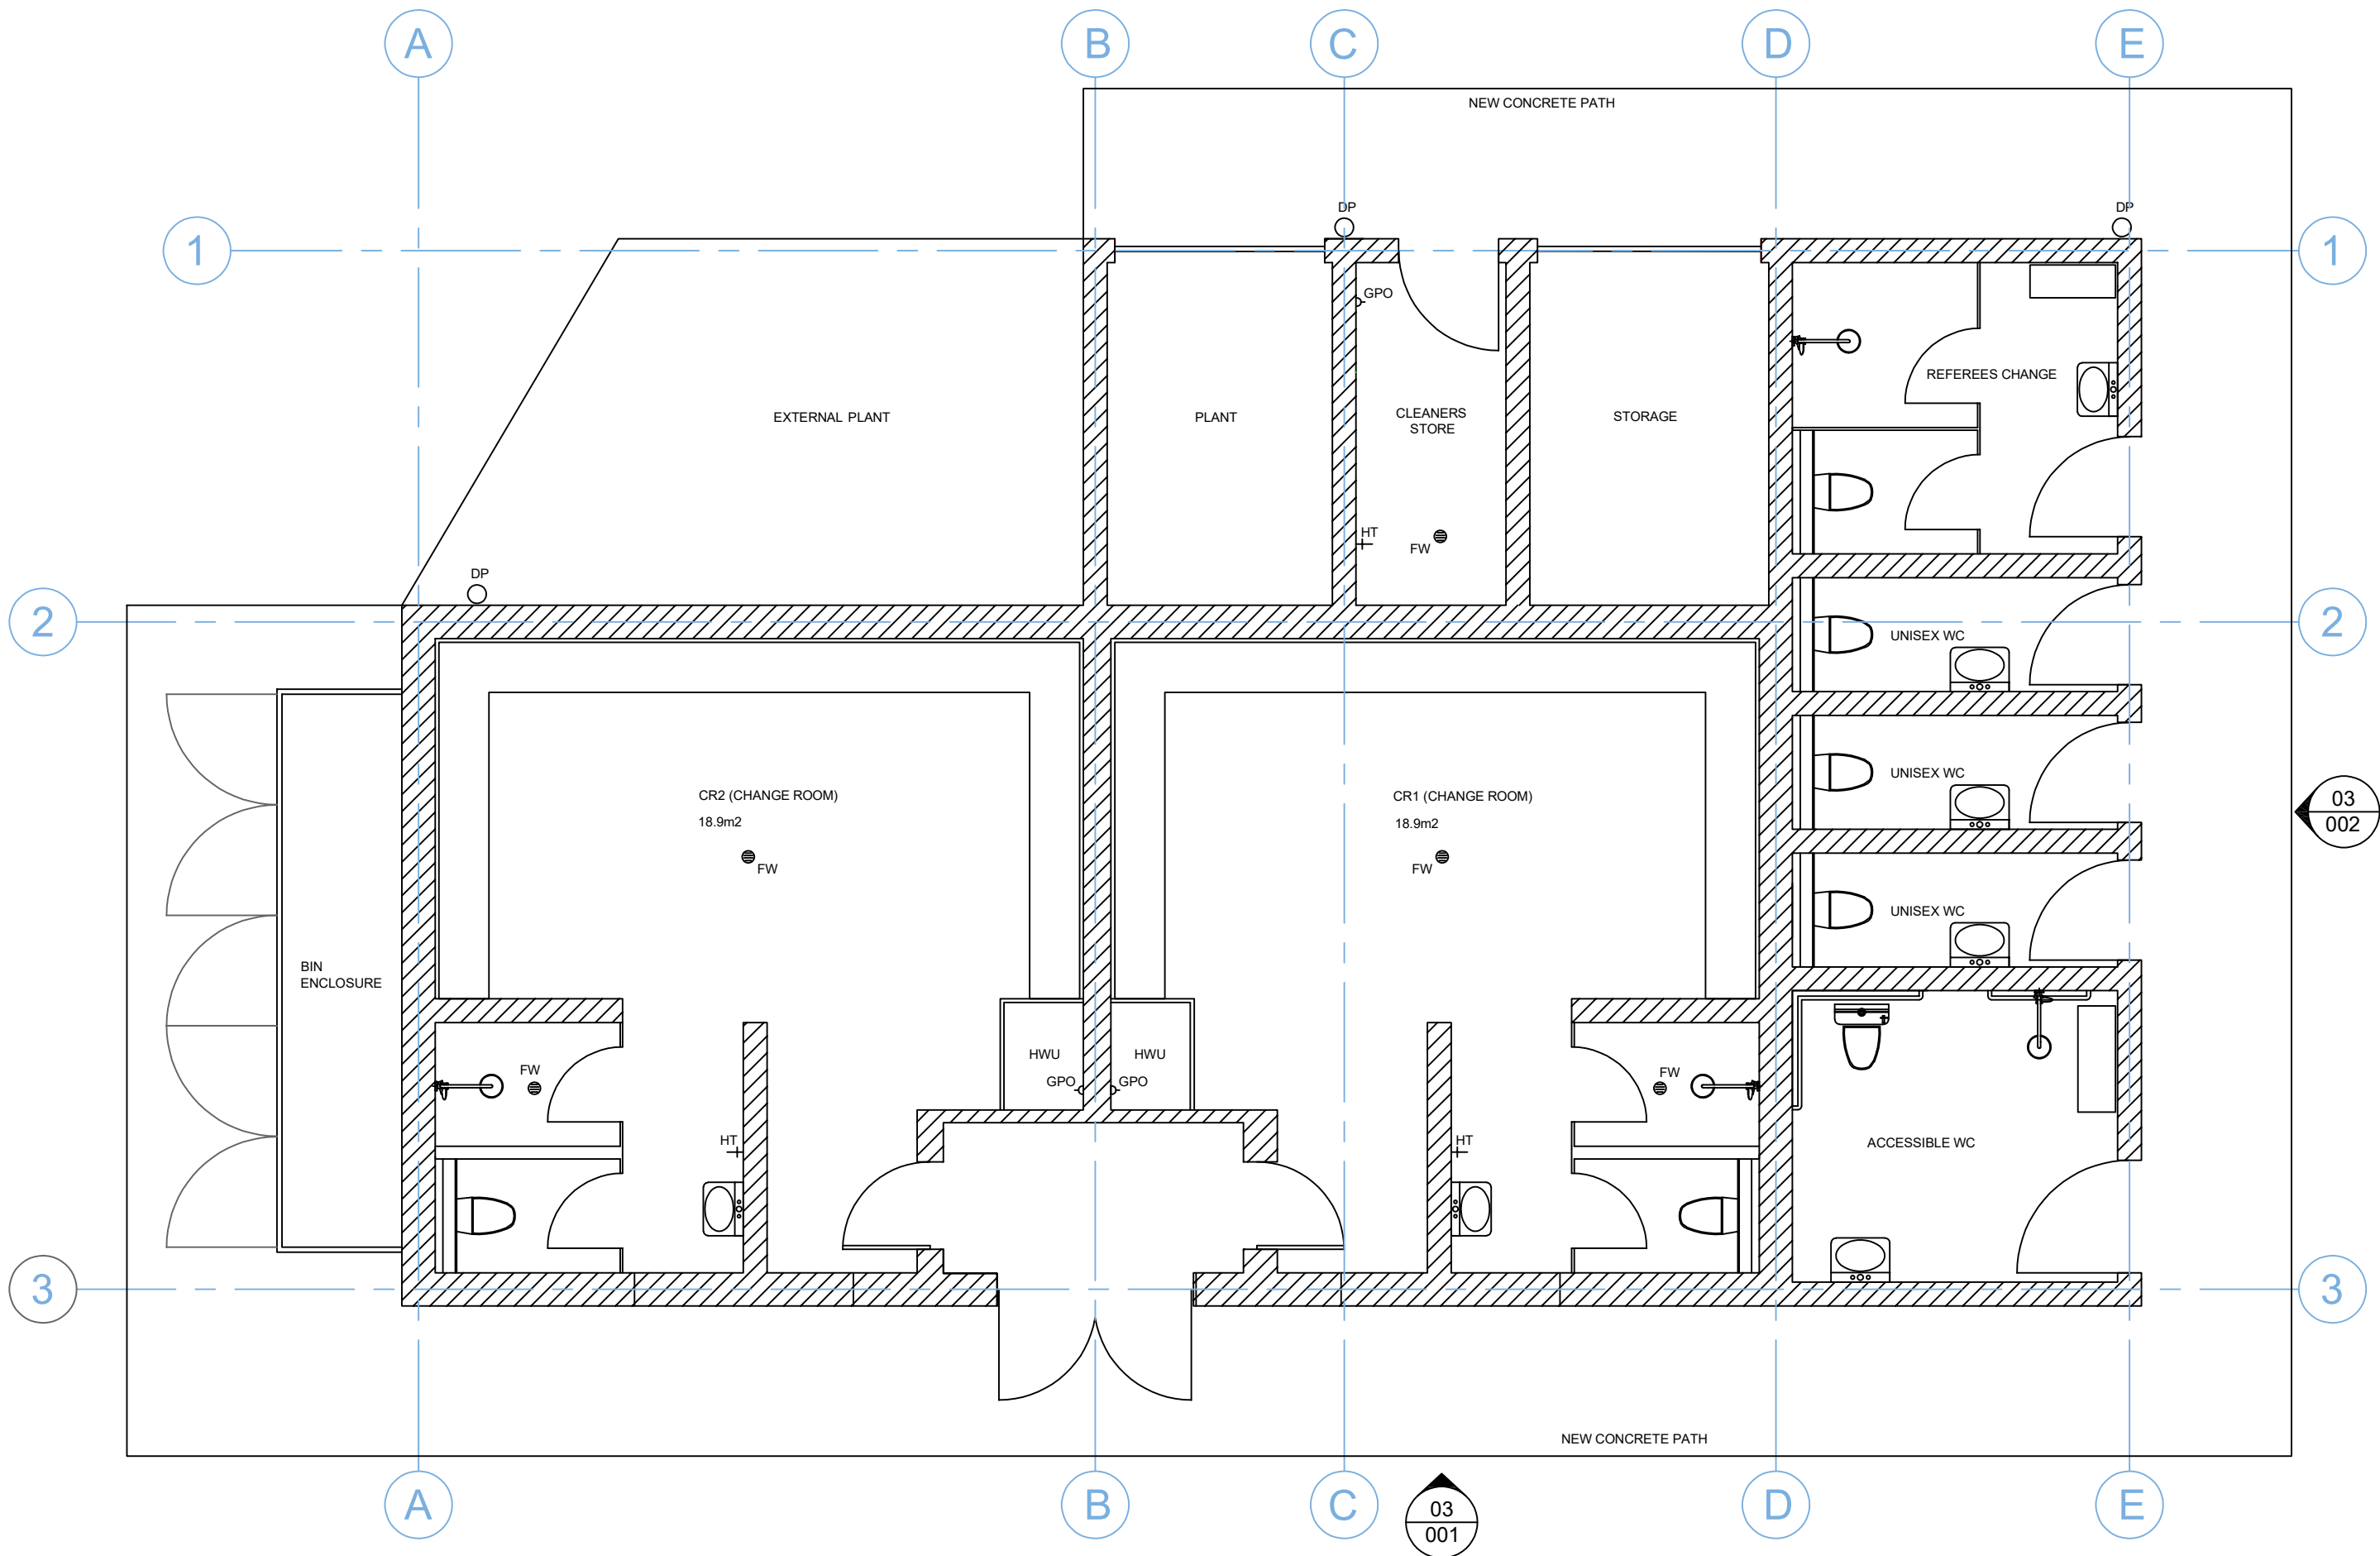 A
B
C
D
E
NEW CONCRETE PATH
DP
DP
1
1
GPO
REFEREES CHANGE
EXTERNAL PLANT
PLANT
CLEANERS
STORE
STORAGE
HT
FW
DP
2
2
UNISEX WC
UNISEX WC
CR2 (CHANGE ROOM)
18.9m2
FW
CR1 (CHANGE ROOM)
18.9m2
FW
03
002
UNISEX WC
BIN
ENCLOSURE
HWU
HWU
GPO
GPO
FW
FW
HT
HT
ACCESSIBLE WC
3
3
NEW CONCRETE PATH
A
B
C
D
E
03
001